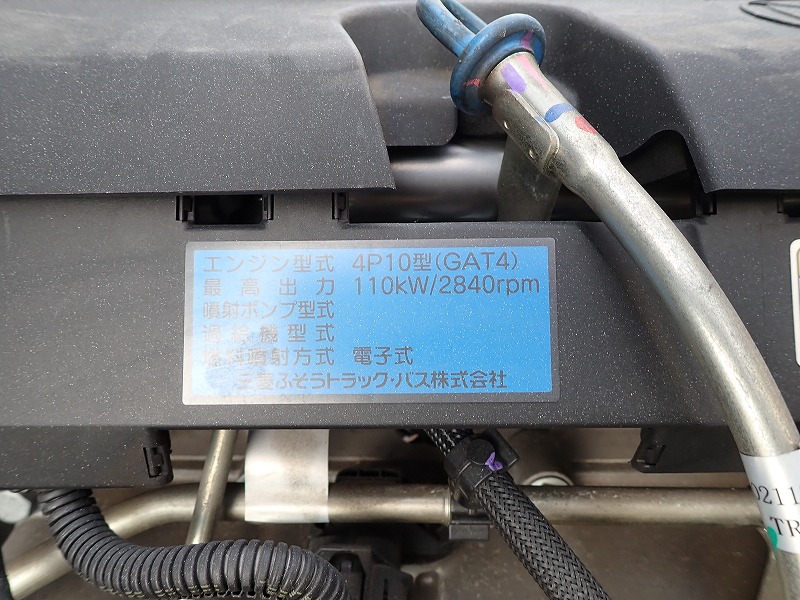 エンジン型式 4P10型(GAT4)
最高出力 110kW/2840rpm
噴射ポンプ型式
過給機型式
燃料噴射方式 電子式
三菱ふそうトラック・バス株式会社
0211
TR